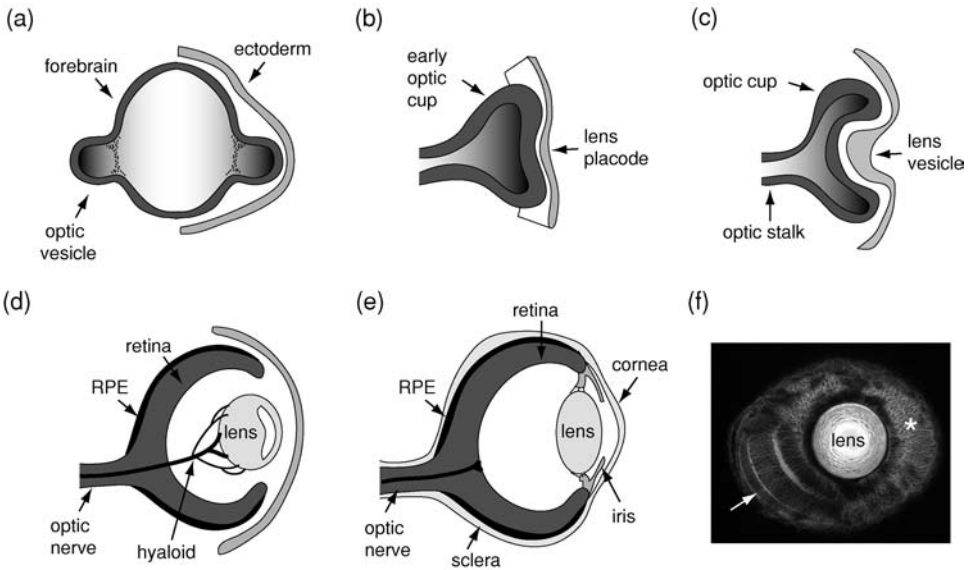 (a)
forebrain
ectoderm
optic
vesicle
(b)
early
optic
cup
lens
placode
(c)
optic cup
lens
vesicle
optic stalk
(d)
retina
RPE
lens
optic
nerve
hyaloid
(e)
retina
RPE
cornea
lens
optic
nerve
sclera
iris
(f)
lens
*